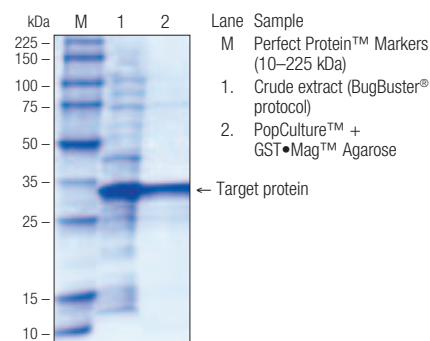 kDa M 1 2
225 –
150 –
100 –
75 –
50 –
35 –
25 –
15 –
10 –
← Target protein
Lane Sample
M Perfect Protein™ Markers
(10–225 kDa)
1. Crude extract (BugBuster®
protocol)
2. PopCulture™ +
GST•Mag™ Agarose